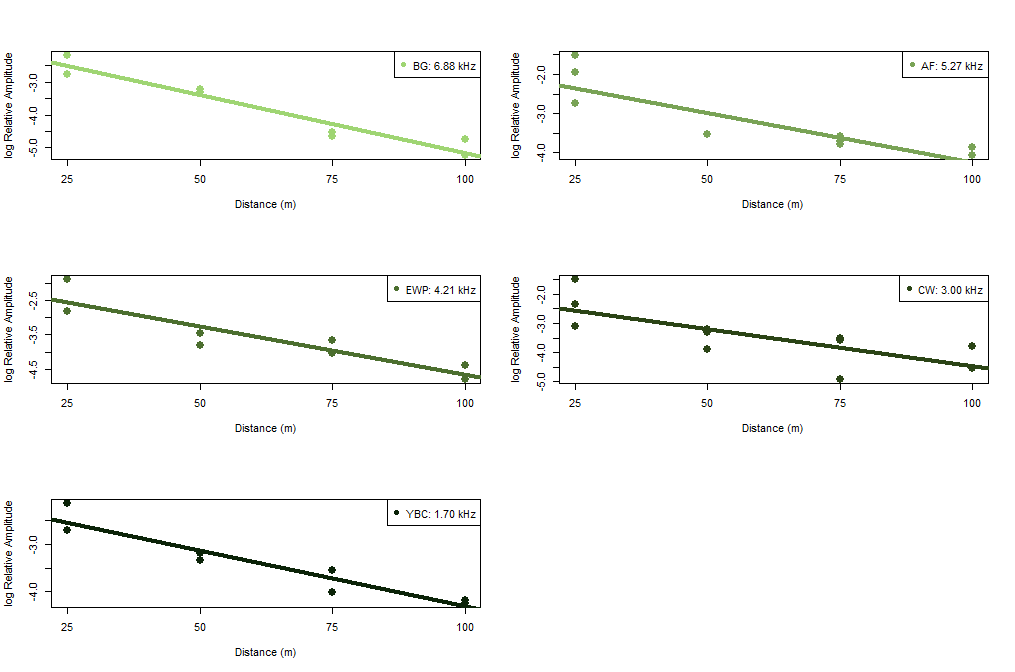 BG: 6.88 kHz
log Relative Amplitude
-3.0
-4.0
-5.0
25 50 75 100
Distance (m)
AF: 5.27 kHz
log Relative Amplitude
-2.0
-3.0
-4.0
25 50 75 100
Distance (m)
EWP: 4.21 kHz
log Relative Amplitude
-2.5
-3.5
-4.5
25 50 75 100
Distance (m)
CW: 3.00 kHz
log Relative Amplitude
-2.0
-3.0
-4.0
-5.0
25 50 75 100
Distance (m)
YBC: 1.70 kHz
log Relative Amplitude
-3.0
-4.0
25 50 75 100
Distance (m)